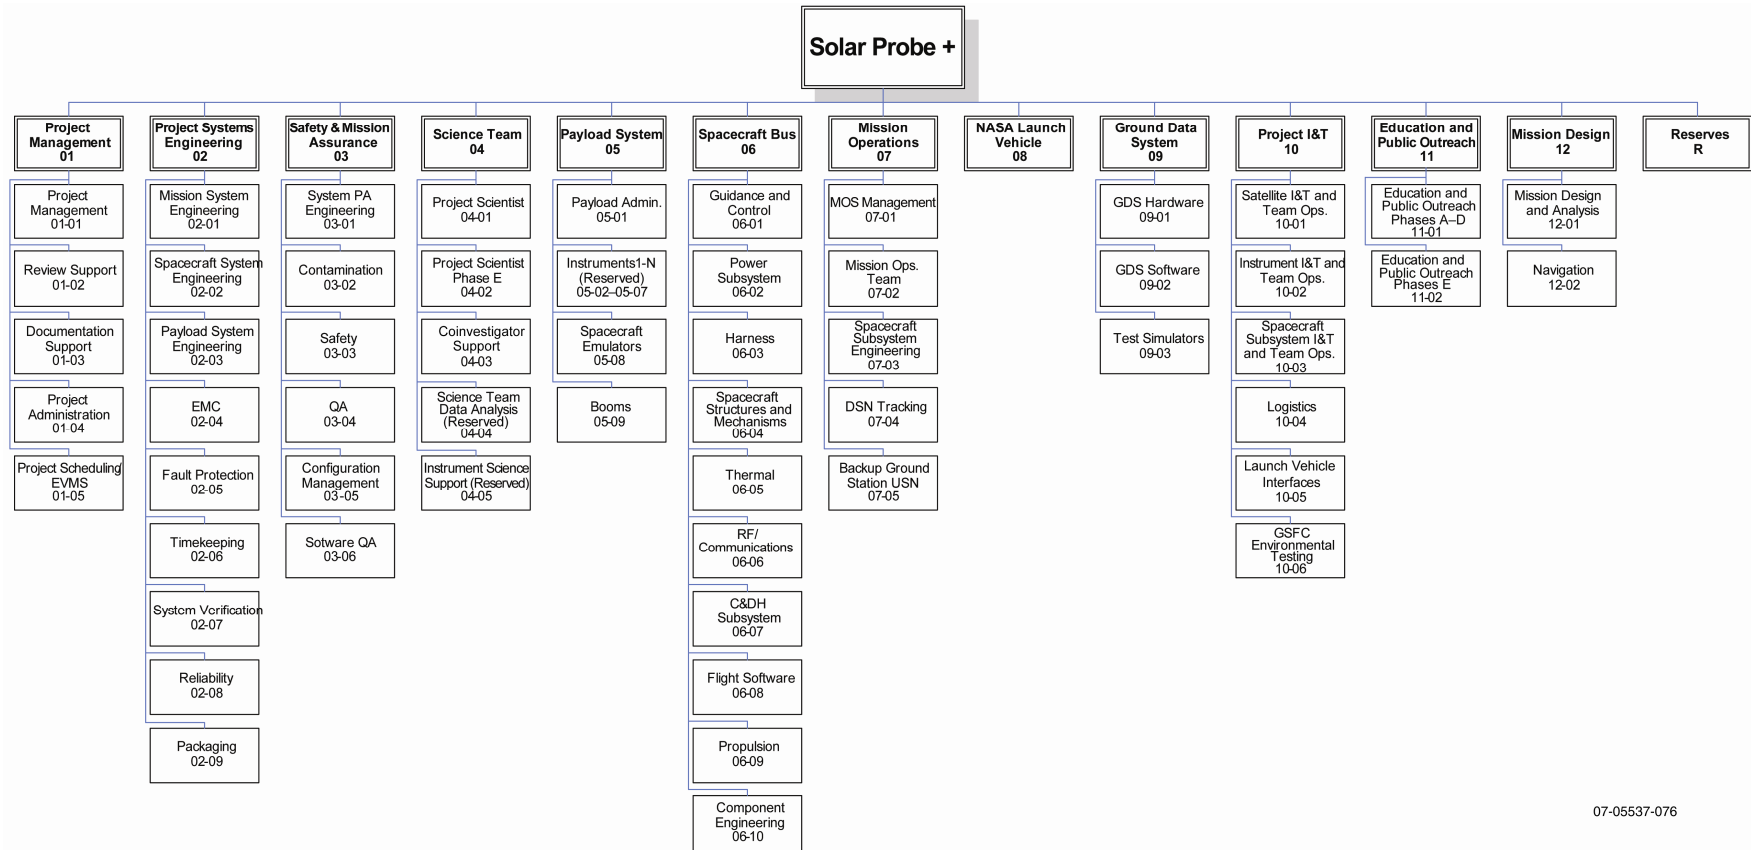 Solar Probe +
Project
Management
01
Project
Management
01-01
Review Support
01-02
Documentation
Support
01-03
Project
Administration
01-04
Project Scheduling/
EVMS
01-05
Project Systems
Engineering
02
Mission System
Engineering
02-01
Spacecraft System
Engineering
02-02
Payload System
Engineering
02-03
EMC
02-04
Fault Protection
02-05
Timekeeping
02-06
System Verification
02-07
Reliability
02-08
Packaging
02-09
Safety & Mission
Assurance
03
System PA
Engineering
03-01
Contamination
03-02
Safety
03-03
QA
03-04
Configuration
Management
03-05
Sotware QA
03-06
Science Team
04
Project Scientist
04-01
Project Scientist
Phase E
04-02
Coinvestigator
Support
04-03
Science Team
Data Analysis
(Reserved)
04-04
Instrument Science
Support (Reserved)
04-05
Payload System
05
Payload Admin.
05-01
Instruments1-N
(Reserved)
05-02–05-07
Spacecraft
Emulators
05-08
Booms
05-09
Spacecraft Bus
06
Guidance and
Control
06-01
Power
Subsystem
06-02
Harness
06-03
Spacecraft
Structures and
Mechanisms
06-04
Thermal
06-05
RF/
Communications
06-06
C&DH
Subsystem
06-07
Flight Software
06-08
Propulsion
06-09
Component
Engineering
06-10
Mission
Operations
07
MOS Management
07-01
Mission Ops.
Team
07-02
Spacecraft
Subsystem
Engineering
07-03
DSN Tracking
07-04
Backup Ground
Station USN
07-05
NASA Launch
Vehicle
08
Ground Data
System
09
GDS Hardware
09-01
GDS Software
09-02
Test Simulators
09-03
Project I&T
10
Satellite I&T and
Team Ops.
10-01
Instrument I&T and
Team Ops.
10-02
Spacecraft
Subsystem I&T
and Team Ops.
10-03
Logistics
10-04
Launch Vehicle
Interfaces
10-05
GSFC
Environmental
Testing
10-06
Education and
Public Outreach
11
Education and
Public Outreach
Phases A–D
11-01
Education and
Public Outreach
Phases E
11-02
Mission Design
12
Mission Design
and Analysis
12-01
Navigation
12-02
Reserves
R
07-05537-076